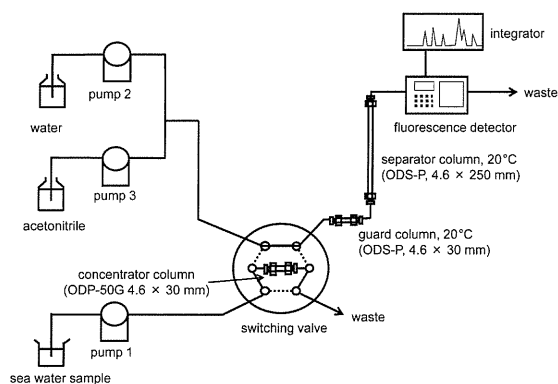 integrator
pump 2
waste
water
fluorescence detector
separator column, 20°C
(ODS-P, 4.6 × 250 mm)
pump 3
acetonitrile
guard column, 20°C
(ODS-P, 4.6 × 30 mm)
concentrator column
(ODP-50G 4.6 × 30 mm)
waste
switching valve
pump 1
sea water sample